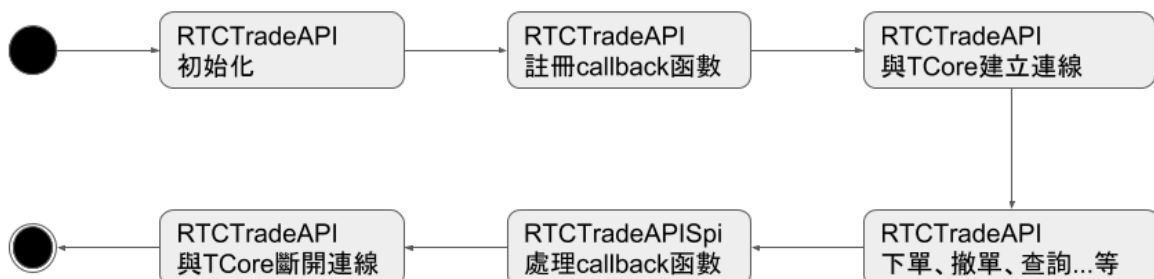 RTCTradeAPI
初始化
RTCTradeAPI
註冊callback函數
RTCTradeAPI
與TCore建立連線
RTCTradeAPI
與TCore斷開連線
RTCTradeAPISpi
處理callback函數
RTCTradeAPI
下單、撤單、查詢...等